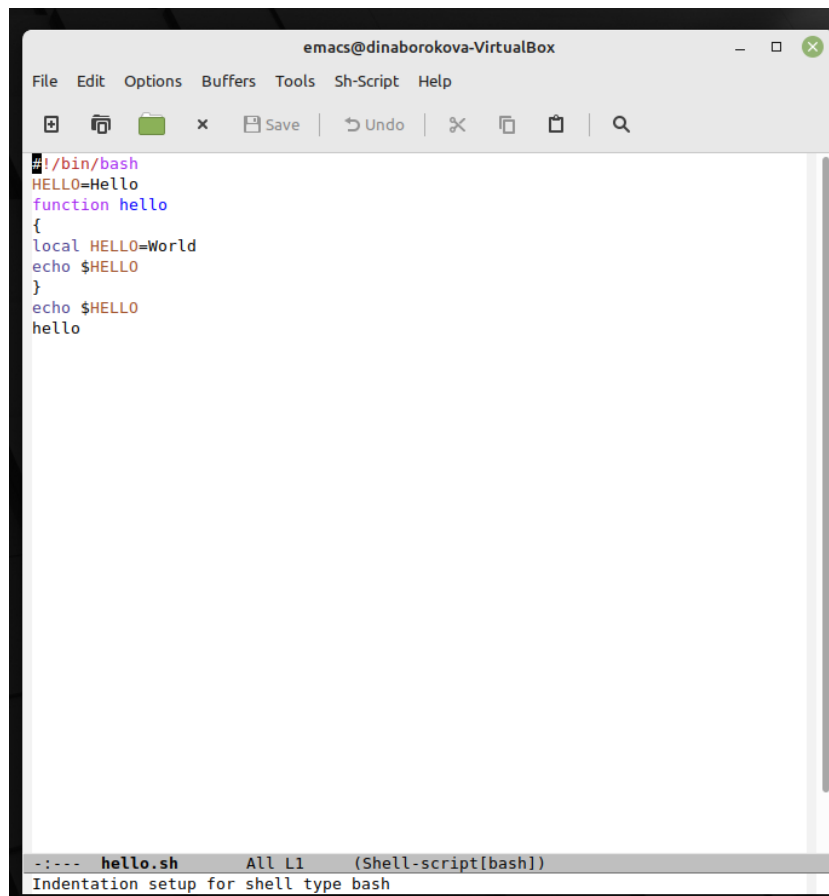 emacs@dinaborokova-VirtualBox
File Edit Options Buffers Tools Sh-Script Help
Save Undo
#!/bin/bash
HELLO=Hello
function hello
{
local HELLO=World
echo $HELLO
}
echo $HELLO
hello
-:--- hello.sh All L1 (Shell-script[bash])
Indentation setup for shell type bash